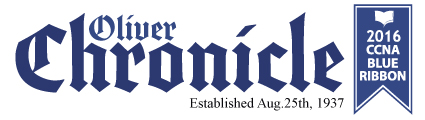 Oliver
Chronicle
Established Aug.25th, 1937
2016
CCNA
BLUE
RIBBON